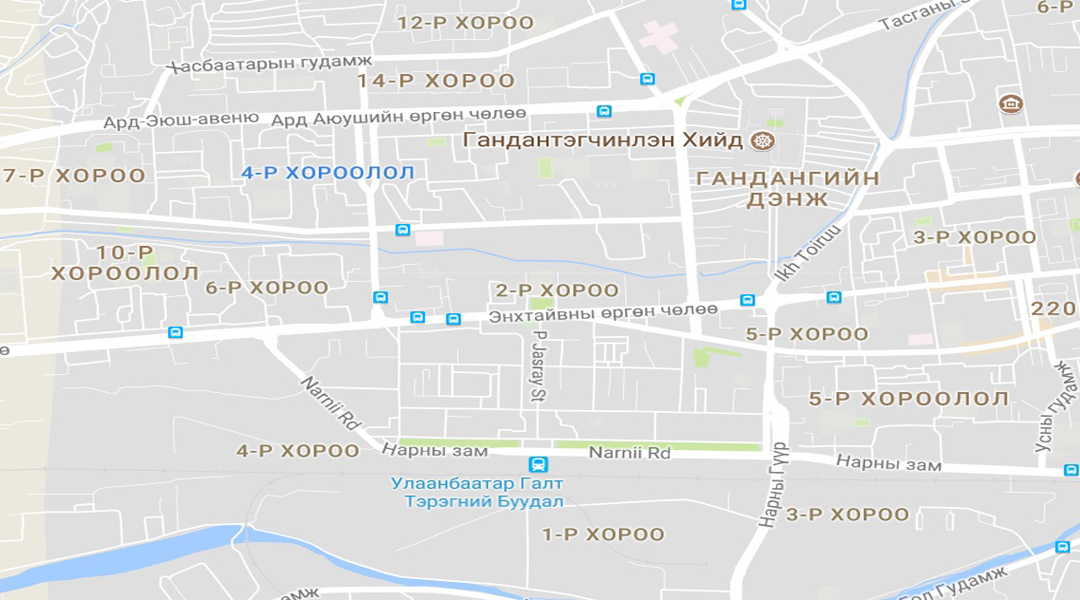 12-Р ХОРОО
Тасганы
6-Р
Хасбаатарын гудамж
14-Р ХОРОО
Ард-Эюш-авеню
Ард Аюушийн өргөн чөлөө
Гандантэгчинлэн Хийд
7-Р ХОРОО
4-Р ХОРООЛОЛ
ГАНДАНГИЙН
ДЭНЖ
Ikh Toiruu
3-Р ХОРОО
10-Р
ХОРООЛОЛ
6-Р ХОРОО
2-Р ХОРОО
Энхтайвны өргөн чөлөө
220
5-Р ХОРОО
P. Jasray St
Narnii Rd
5-Р ХОРООЛОЛ
Усны гудамж
4-Р ХОРОО
Нарны зам
Narnii Rd
Нарны Гүүр
Нарны зам
Улаанбаатар Галт
Тэрэгний Буудал
3-Р ХОРОО
1-Р ХОРОО
Гол Гудамж